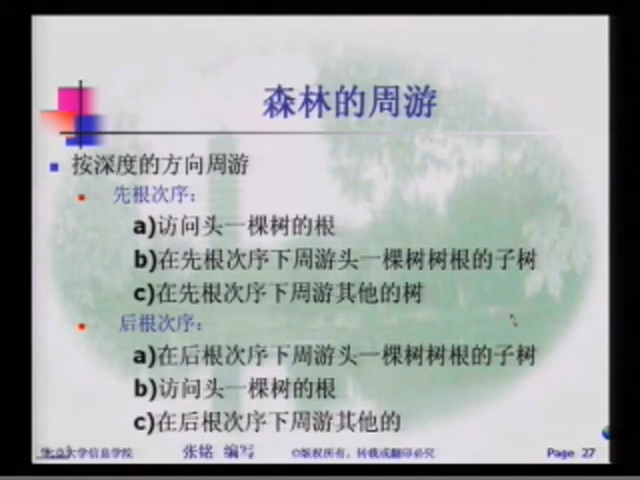 森林的周游
按深度的方向周游
先根次序：
a)访问头一棵树的根
b)在先根次序下周游头一棵树树根的子树
c)在先根次序下周游其他的树
后根次序：
a)在后根次序下周游头一棵树树根的子树
b)访问头一棵树的根
c)在后根次序下周游其他的
大学信息学院
张铭 编写
©版权所有，转载或翻印必究
Page 27